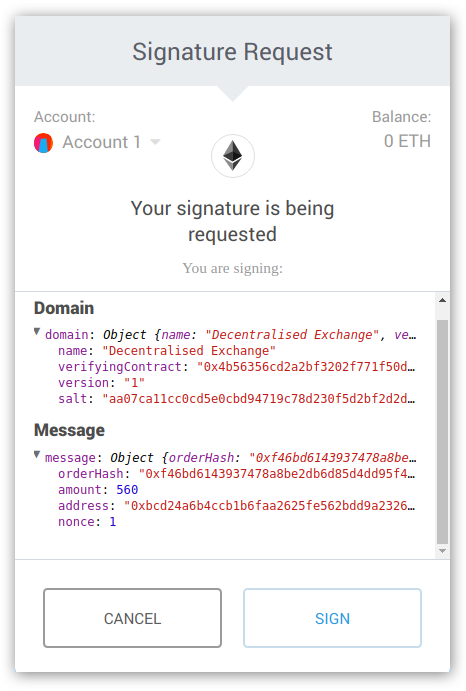 Signature Request
Account:
Balance:
Account 1
0 ETH
Your signature is being
requested
You are signing:
Domain
domain: Object {name: "Decentralised Exchange", ve…
name: "Decentralised Exchange"
verifyingContract: "0x4b56356cd2a2bf3202f771f50d…
version: "1"
salt: "aa07ca11cc0cd5e0cbd94719c78d230f5d2bf2d2d…
Message
message: Object {orderHash: "0xf46bd6143937478a8be…
orderHash: "0xf46bd6143937478a8be2db6d85d4dd95f4…
amount: 560
address: "0xbcd24a6b4ccb1b6faa2625fe562bdd9a2326…
nonce: 1
CANCEL
SIGN